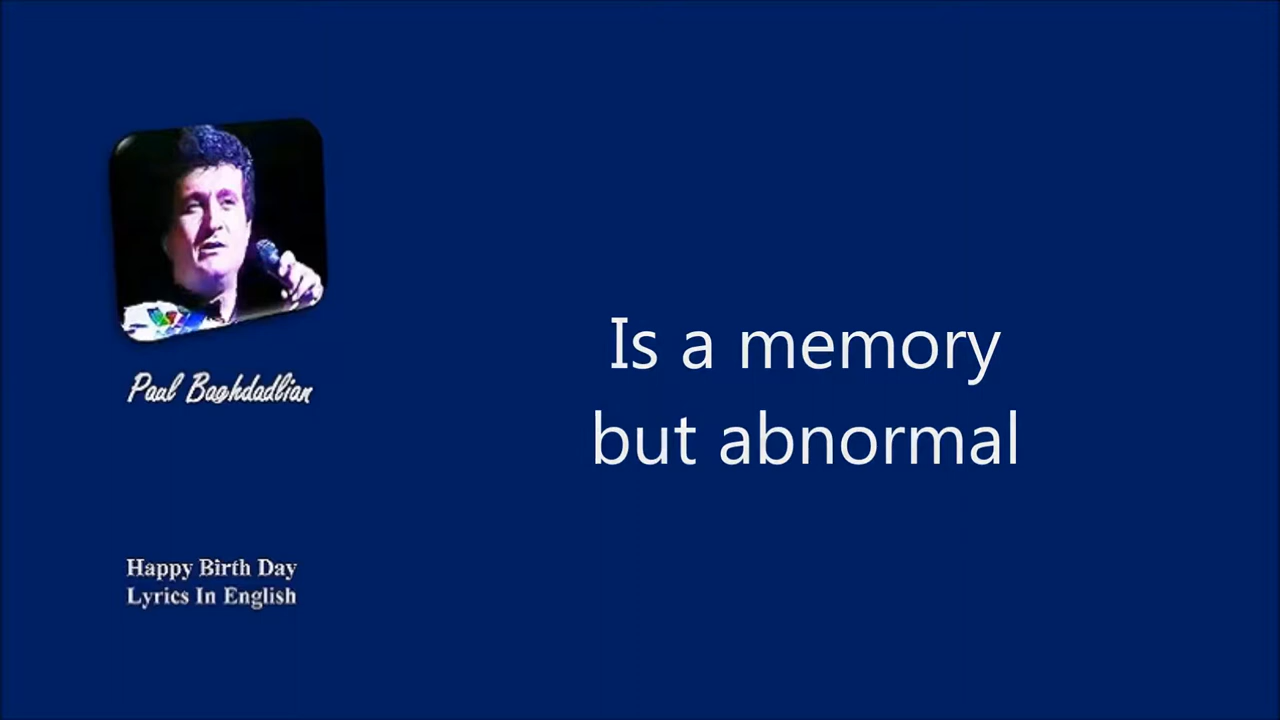 Paul Baghdadlian
Is a memory
but abnormal
Happy Birth Day
Lyrics In English